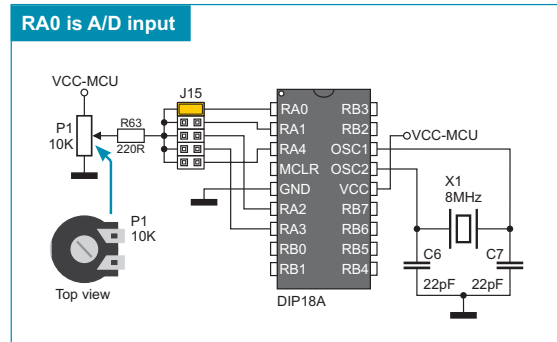 RA0 is A/D input
VCC-MCU
P1
10K
R63
220R
J15
RA0
RA1
RA4
MCLR
GND
RA2
RA3
RB0
RB1
RB3
RB2
OSC1
OSC2
VCC
RB7
RB6
RB5
RB4
DIP18A
VCC-MCU
X1
8MHz
C6
22pF
C7
22pF
P1
10K
Top view